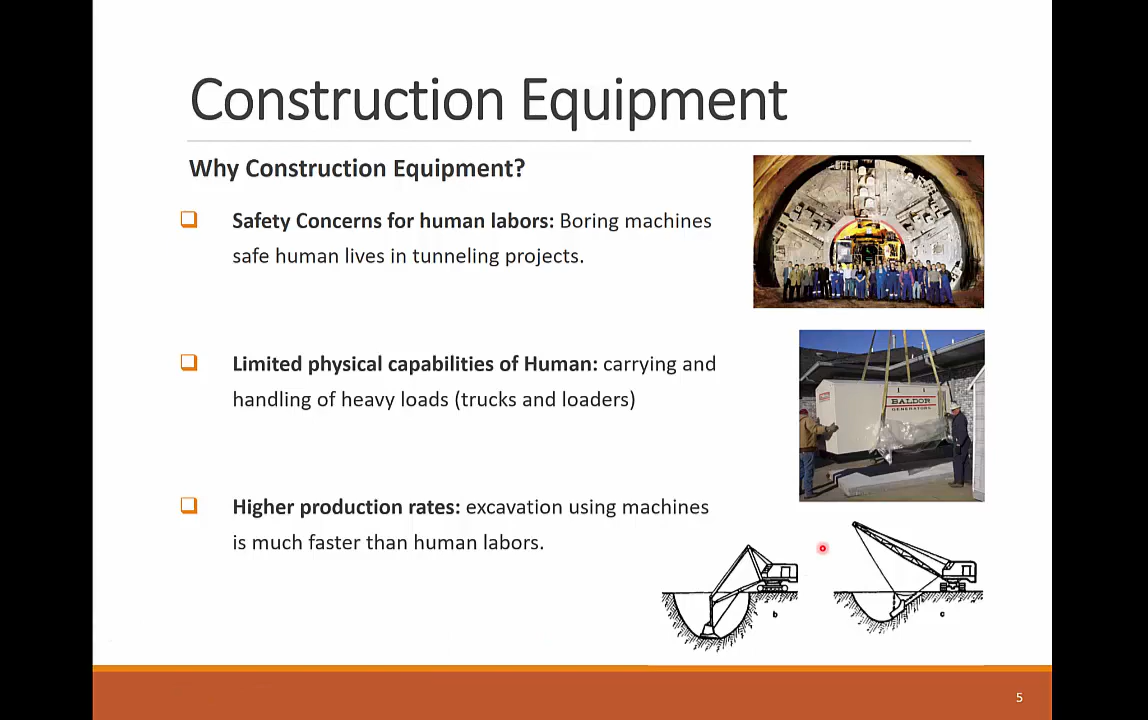 Construction Equipment
Why Construction Equipment?
Safety Concerns for human labors: Boring machines
safe human lives in tunneling projects.
Limited physical capabilities of Human: carrying and
handling of heavy loads (trucks and loaders)
BALDOR
GENERATORS
Higher production rates: excavation using machines
is much faster than human labors.
b
c
5